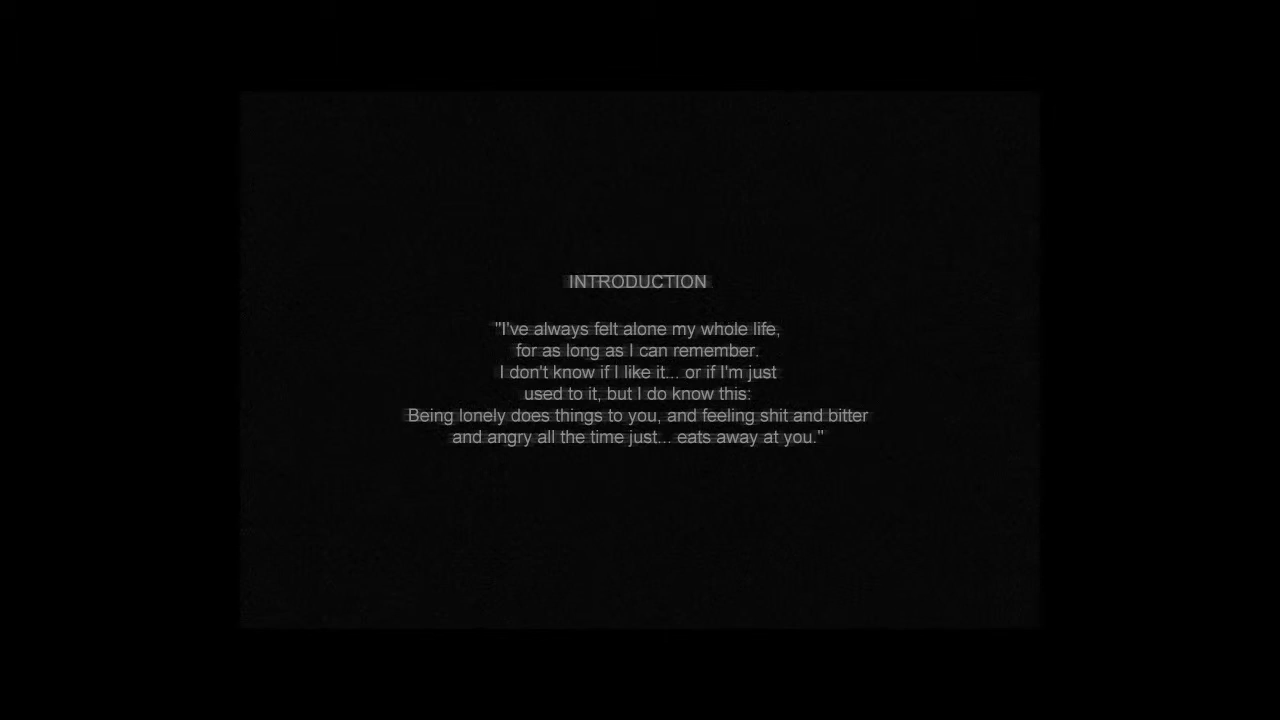 INTRODUCTION
"I've always felt alone my whole life,
for as long as I can remember.
I don't know if I like it... or if I'm just
used to it, but I do know this:
Being lonely does things to you, and feeling shit and bitter
and angry all the time just... eats away at you."